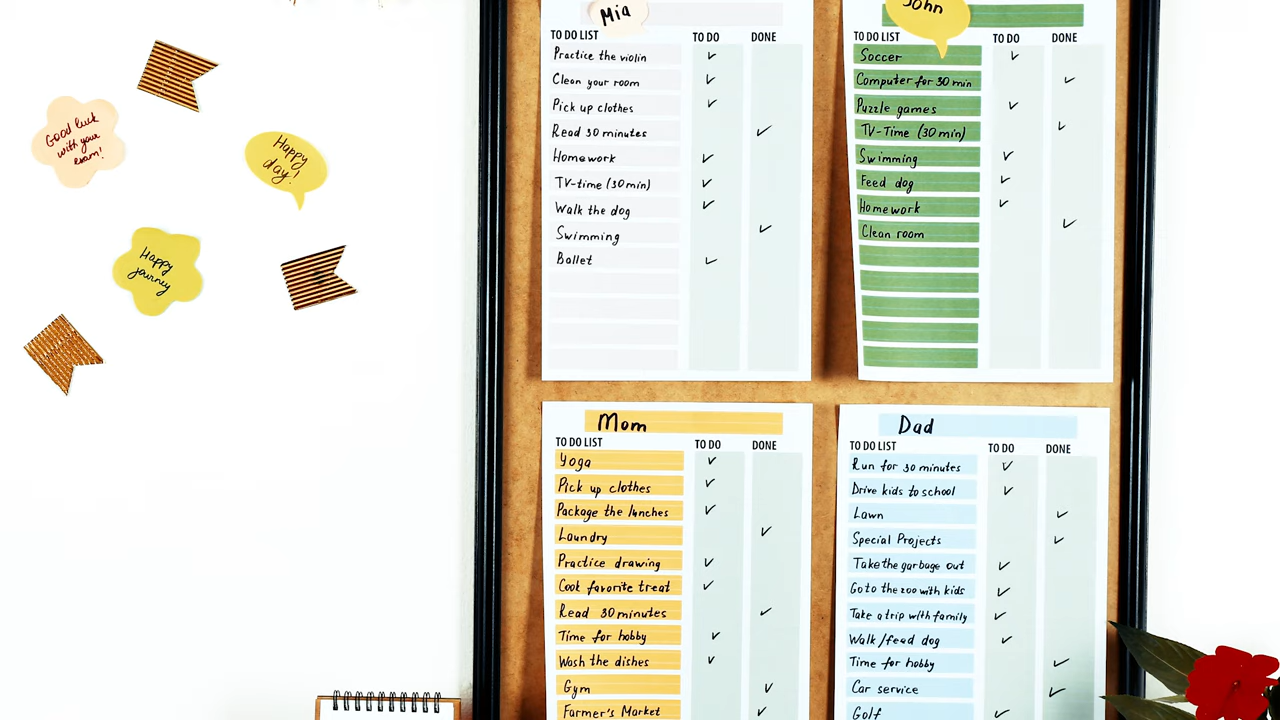 Good luck
with your
exam!
Happy
day!
Happy
journey
Mia
TO DO LIST TO DO DONE
Practice the violin
Clean your room
Pick up clothes
Read 30 minutes
Homework
TV-time (30min)
Walk the dog
Swimming
Ballet
John
TO DO LIST TO DO DONE
Soccer
Computer for 30 min
Puzzle games
TV-Time (30 min)
Swimming
Feed dog
Homework
Clean room
Mom
TO DO LIST TO DO DONE
Yoga
Pick up clothes
Package the lunches
Laundry
Practice drawing
Cook favorite treat
Read 30 minutes
Time for hobby
Wash the dishes
Gym
Farmer's Market
Dad
TO DO LIST TO DO DONE
Run for 30 minutes
Drive kids to school
Lawn
Special Projects
Take the garbage out
Go to the zoo with kids
Take a trip with family
Walk/feed dog
Time for hobby
Car service
Golf